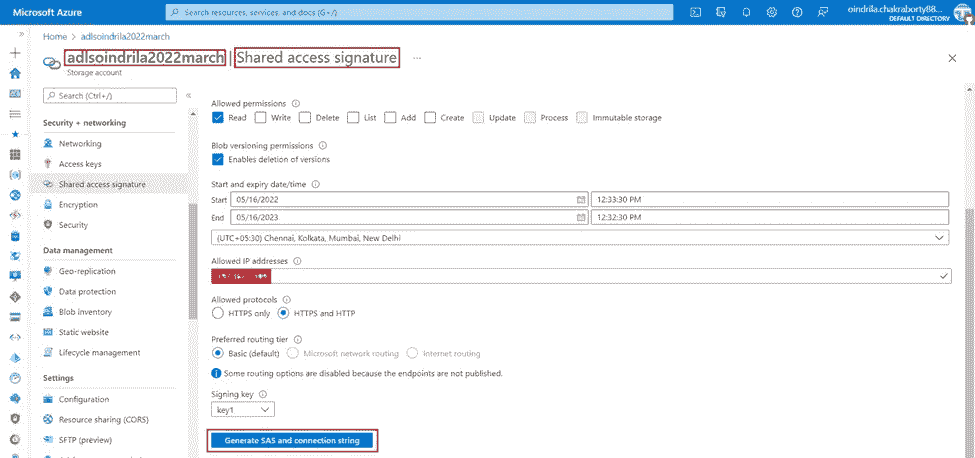 Microsoft Azure
Search resources, services, and docs (G+/)
oindrila.chakraborty88...
DEFAULT DIRECTORY
Home > adlsoindrila2022march
adlsoindrila2022march | Shared access signature ...
Storage account
Search (Ctrl+/)
Security + networking
Networking
Access keys
Shared access signature
Encryption
Security
Data management
Geo-replication
Data protection
Blob inventory
Static website
Lifecycle management
Settings
Configuration
Resource sharing (CORS)
SFTP (preview)
Allowed permissions
Read Write Delete List Add Create Update Process Immutable storage
Blob versioning permissions
Enables deletion of versions
Start and expiry date/time
Start 05/16/2022 12:33:30 PM
End 05/16/2023 12:32:30 PM
(UTC+05:30) Chennai, Kolkata, Mumbai, New Delhi
Allowed IP addresses
Allowed protocols
HTTPS only HTTPS and HTTP
Preferred routing tier
Basic (default) Microsoft network routing Internet routing
Some routing options are disabled because the endpoints are not published.
Signing key
key1
Generate SAS and connection string